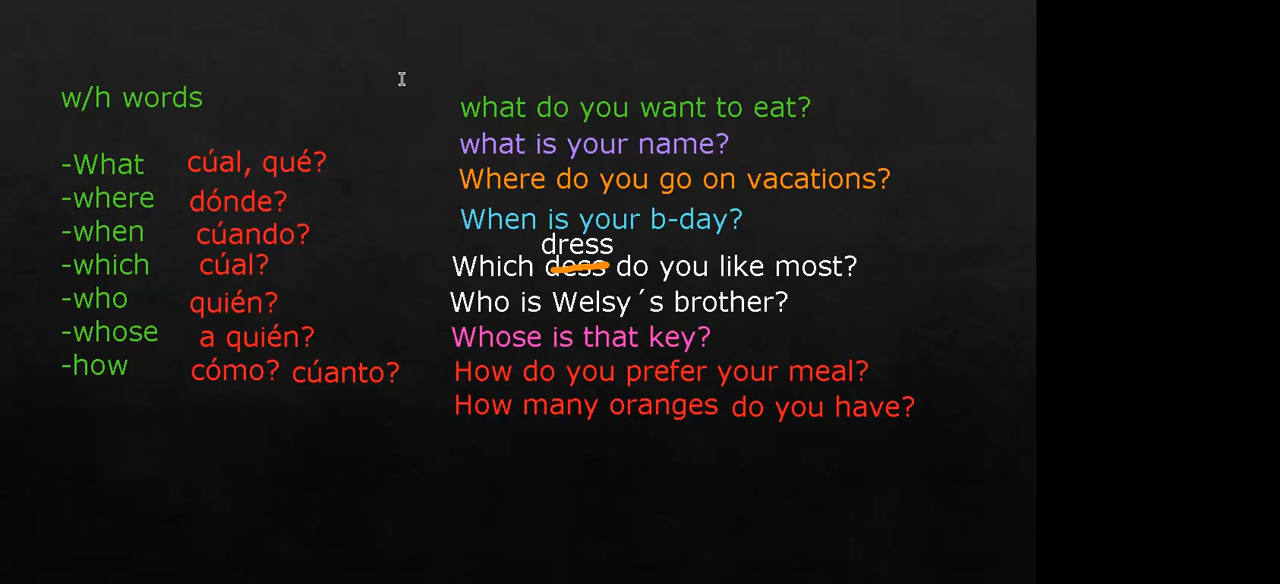 w/h words
-What cúal, qué?
-where dónde?
-when cúando?
-which cúal?
-who quién?
-whose a quién?
-how cómo? cúanto?
what do you want to eat?
what is your name?
Where do you go on vacations?
When is your b-day?
dress
Which dess do you like most?
Who is Welsy´s brother?
Whose is that key?
How do you prefer your meal?
How many oranges do you have?